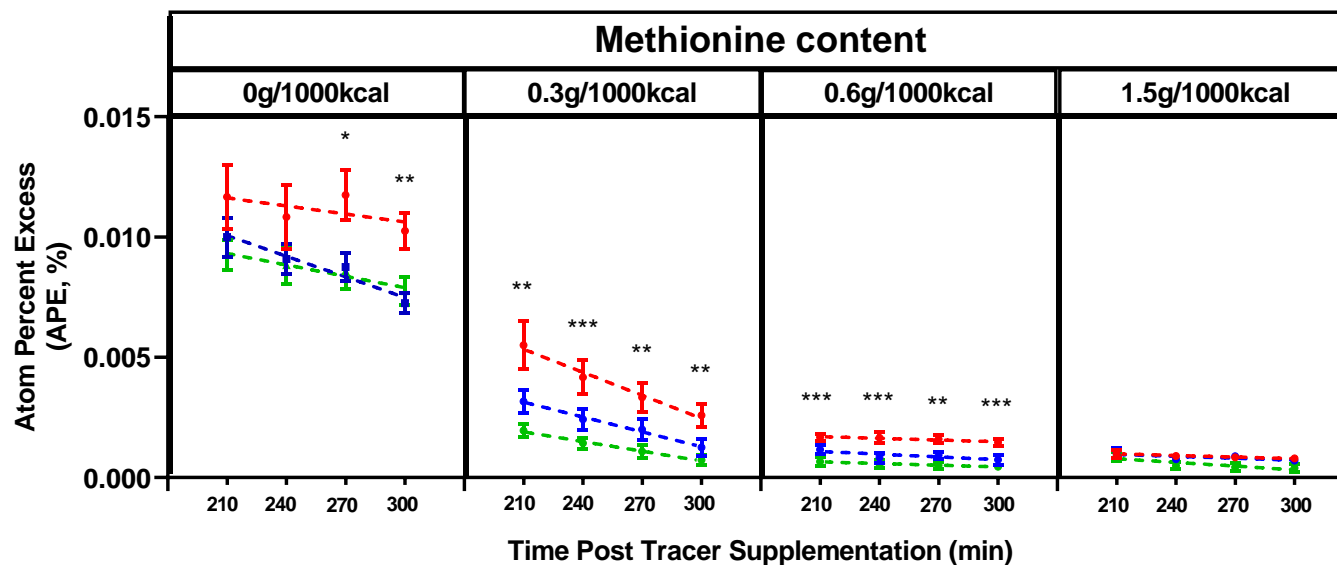 Methionine content
0g/1000kcal 0.3g/1000kcal 0.6g/1000kcal 1.5g/1000kcal
Atom Percent Excess
(APE, %)
0.015
0.010
0.005
0.000
* **
** *** ** **
*** *** ** ***
210 240 270 300 210 240 270 300 210 240 270 300 210 240 270 300
Time Post Tracer Supplementation (min)